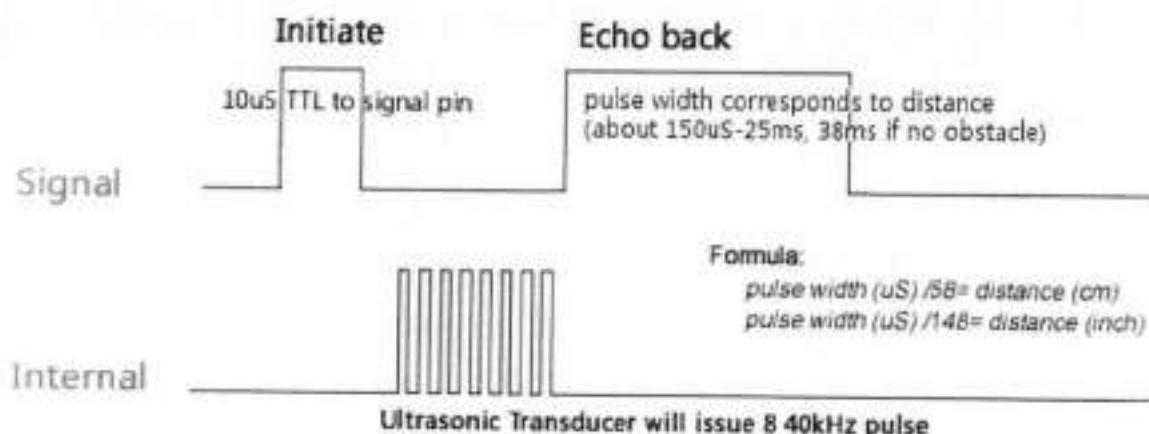 Initiate
Echo back
10uS TTL to signal pin
pulse width corresponds to distance
(about 150uS-25ms, 38ms if no obstacle)
Signal
Formula:
pulse width (uS) /58= distance (cm)
pulse width (uS) /148= distance (inch)
Internal
Ultrasonic Transducer will issue 8 40kHz pulse